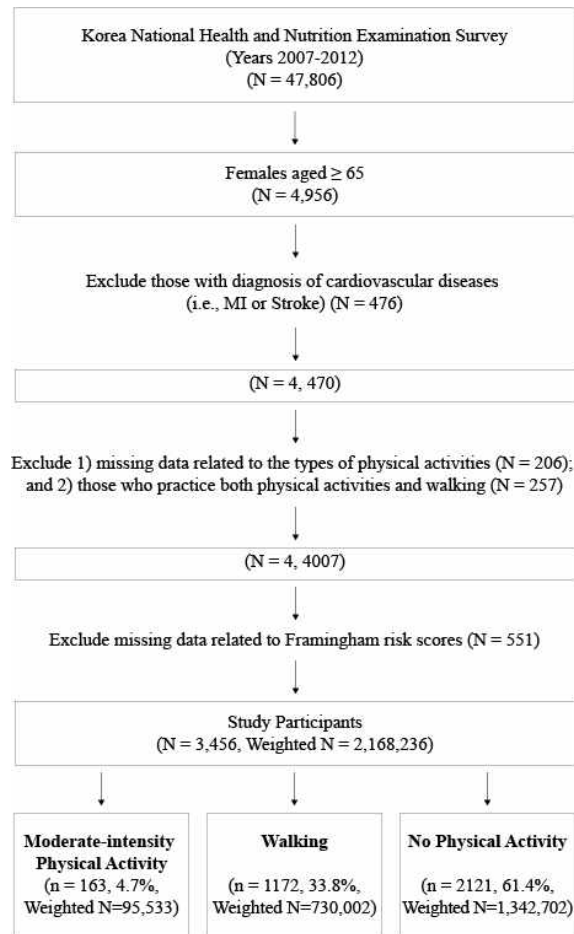 Korea National Health and Nutrition Examination Survey
(Years 2007-2012)
(N = 47,806)
Females aged ≥ 65
(N = 4,956)
Exclude those with diagnosis of cardiovascular diseases
(i.e., MI or Stroke) (N = 476)
(N = 4, 470)
Exclude 1) missing data related to the types of physical activities (N = 206);
and 2) those who practice both physical activities and walking (N = 257)
(N = 4, 4007)
Exclude missing data related to Framingham risk scores (N = 551)
Study Participants
(N = 3,456, Weighted N = 2,168,236)
Moderate-intensity
Physical Activity
(n = 163, 4.7%,
Weighted N=95,533)
Walking
(n = 1172, 33.8%,
Weighted N=730,002)
No Physical Activity
(n = 2121, 61.4%,
Weighted N=1,342,702)